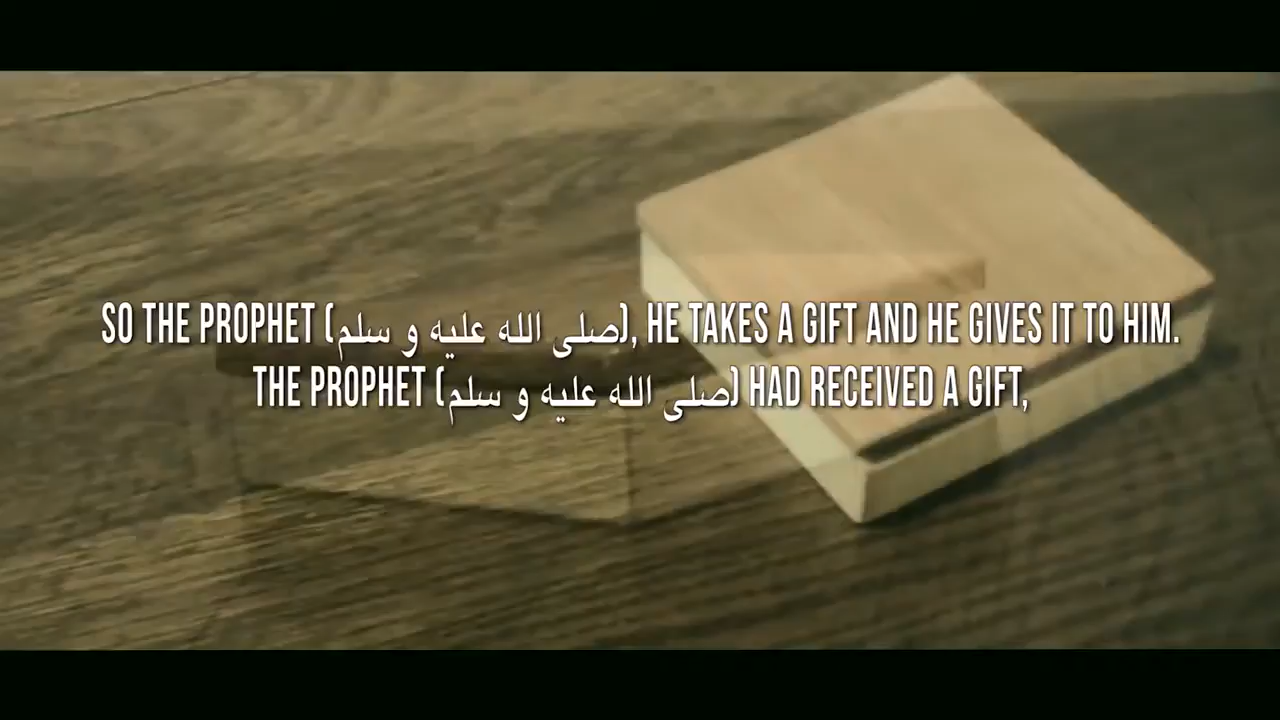 SO THE PROPHET (صلى الله عليه و سلم), HE TAKES A GIFT AND HE GIVES IT TO HIM.
THE PROPHET (صلى الله عليه و سلم) HAD RECEIVED A GIFT,